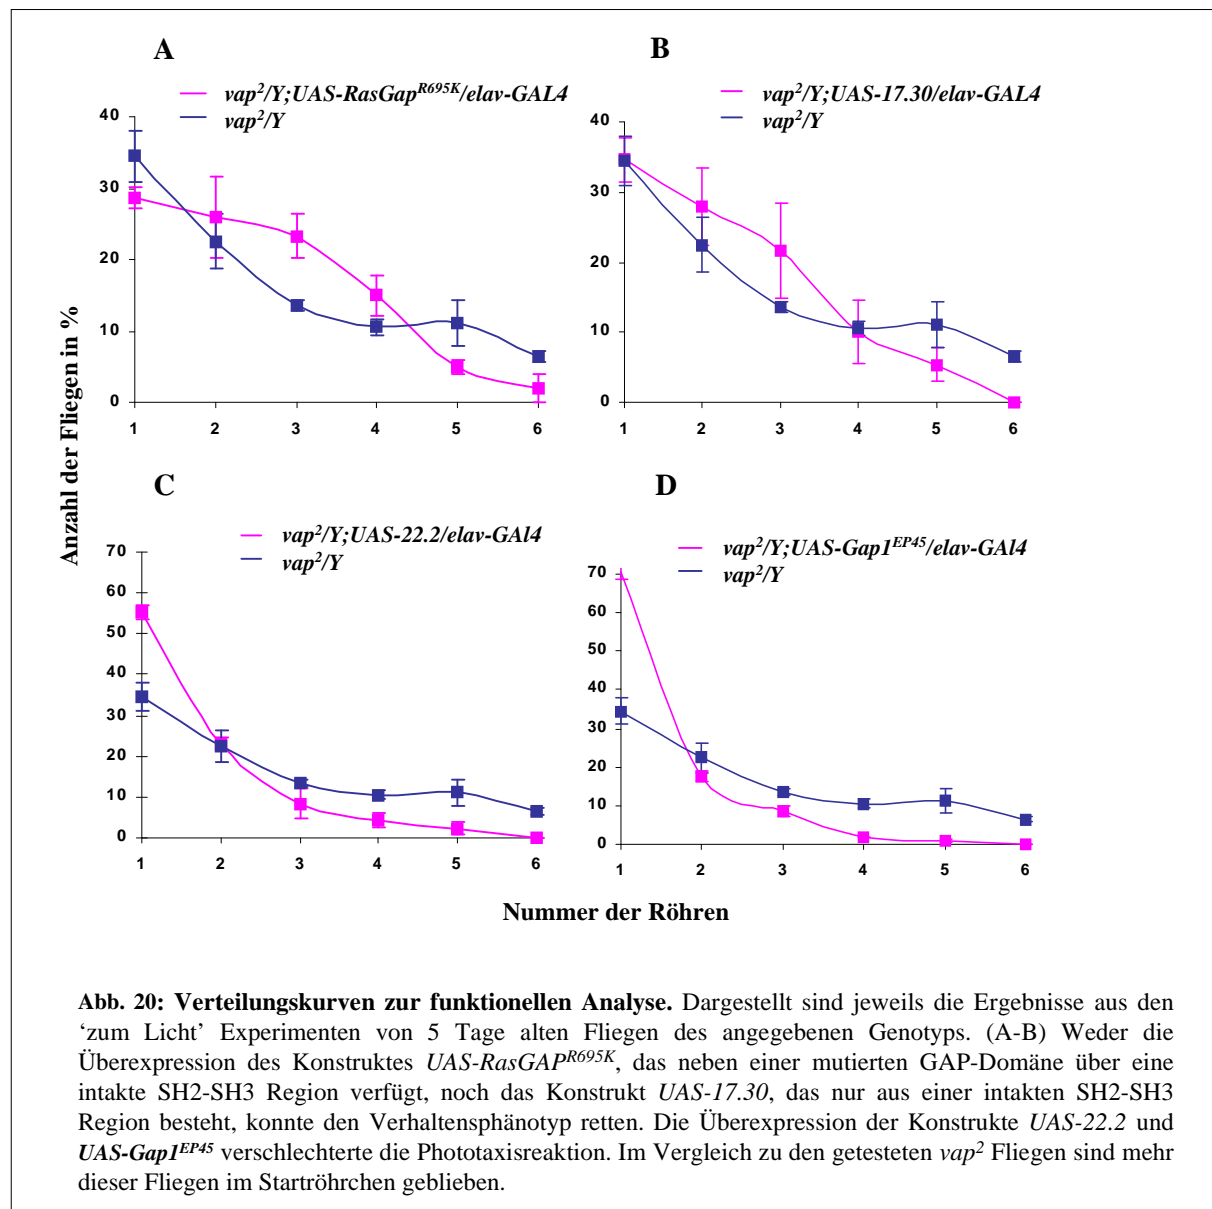 A
vap²/Y;UAS-RasGapᴿ⁶⁹⁵ᴷ/elav-GAL4
vap²/Y
40
30
20
10
0
1 2 3 4 5 6
B
vap²/Y;UAS-17.30/elav-GAL4
vap²/Y
40
30
20
10
0
1 2 3 4 5 6
Anzahl der Fliegen in %
C
vap²/Y;UAS-22.2/elav-GAl4
vap²/Y
70
60
50
40
30
20
10
0
1 2 3 4 5 6
D
vap²/Y;UAS-Gap1ᴱᴾ⁴⁵/elav-GAl4
vap²/Y
70
60
50
40
30
20
10
0
1 2 3 4 5 6
Nummer der Röhren
Abb. 20: Verteilungskurven zur funktionellen Analyse. Dargestellt sind jeweils die Ergebnisse aus den
‘zum Licht’ Experimenten von 5 Tage alten Fliegen des angegebenen Genotyps. (A-B) Weder die
Überexpression des Konstruktes UAS-RasGAPᴿ⁶⁹⁵ᴷ, das neben einer mutierten GAP-Domäne über eine
intakte SH2-SH3 Region verfügt, noch das Konstrukt UAS-17.30, das nur aus einer intakten SH2-SH3
Region besteht, konnte den Verhaltensphänotyp retten. Die Überexpression der Konstrukte UAS-22.2 und
UAS-Gap1ᴱᴾ⁴⁵ verschlechterte die Phototaxisreaktion. Im Vergleich zu den getesteten vap² Fliegen sind mehr
dieser Fliegen im Startröhrchen geblieben.